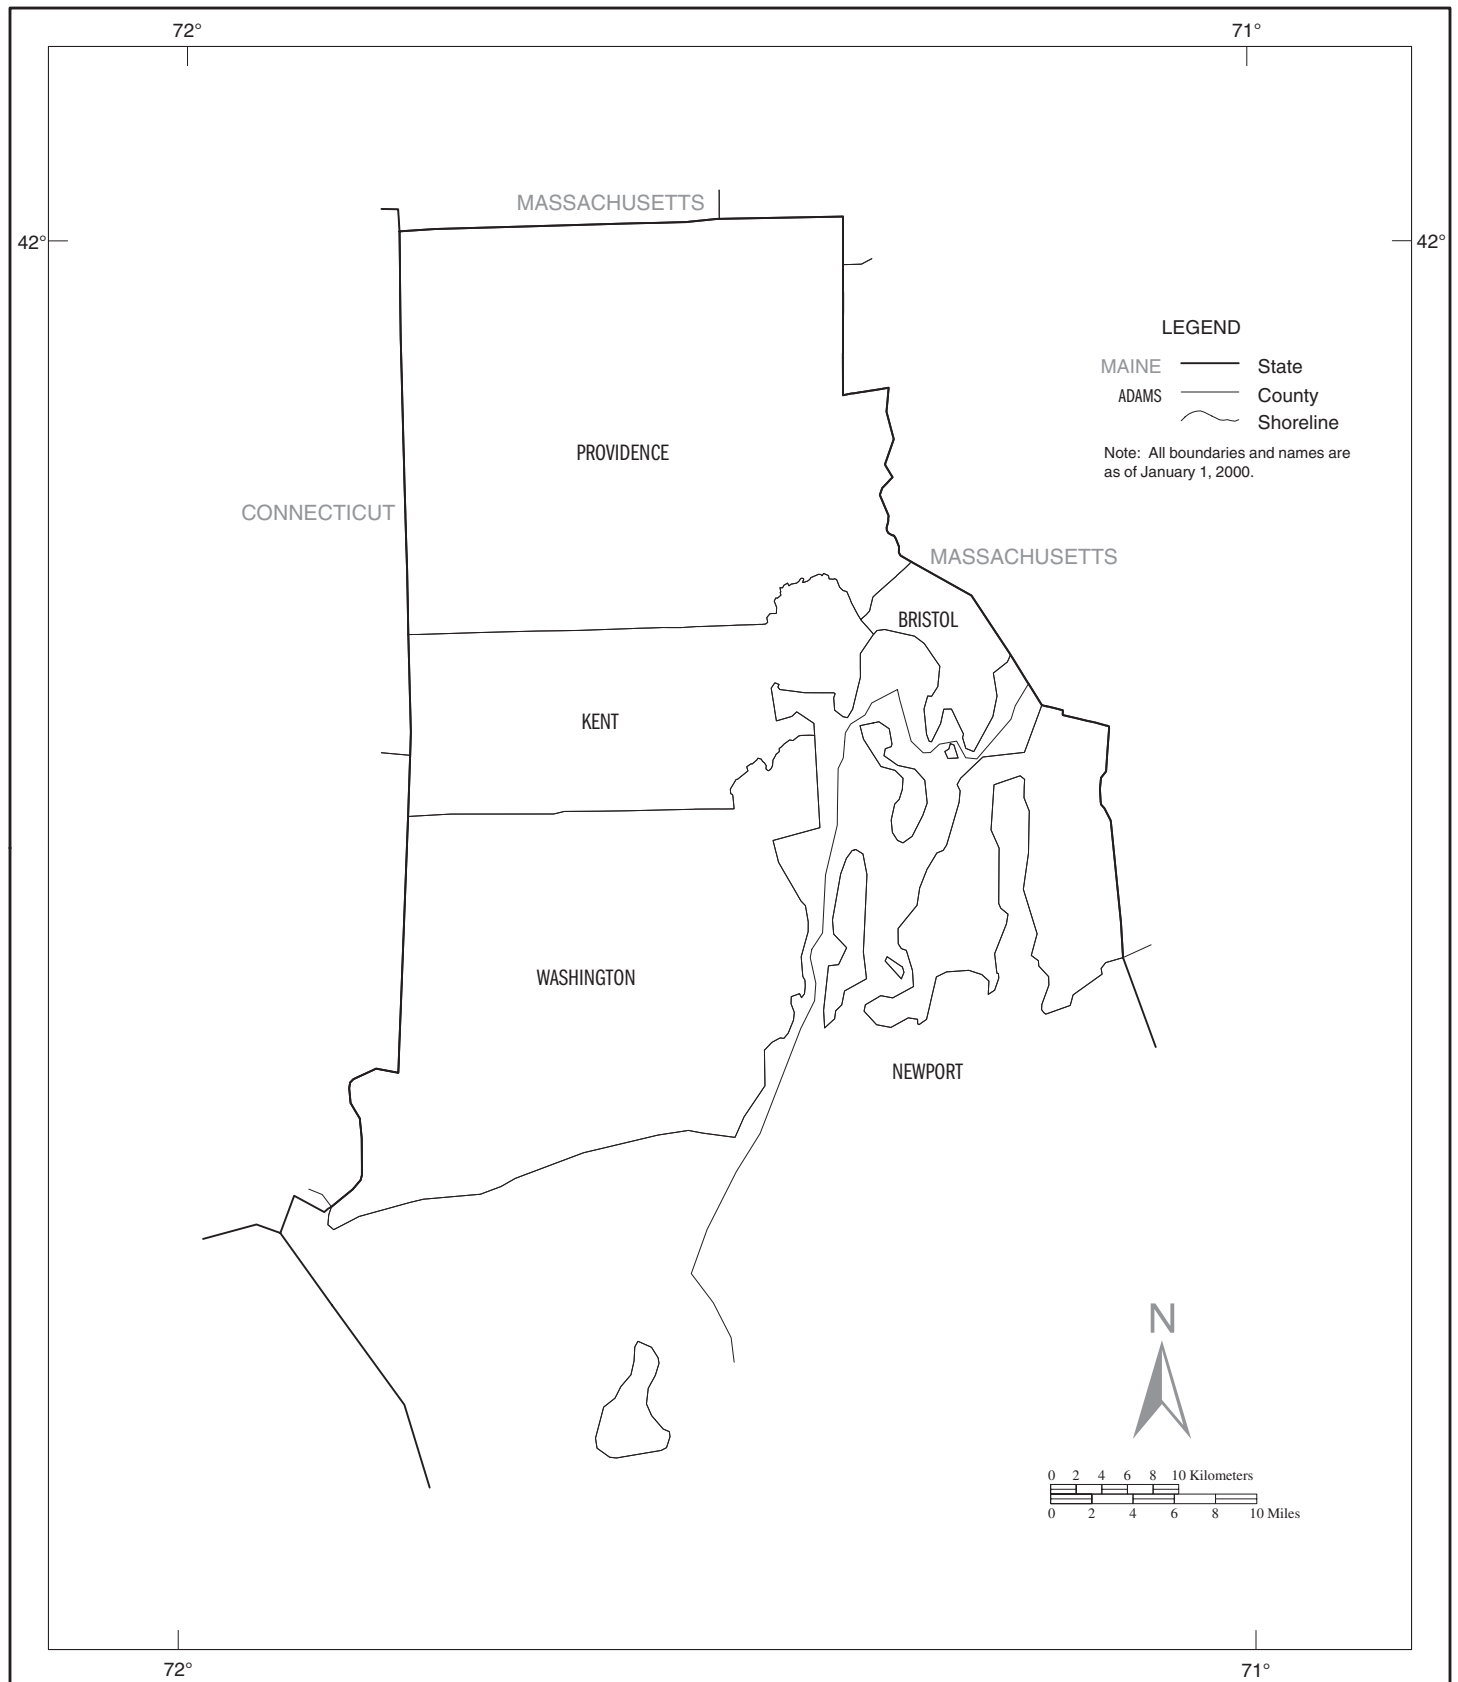 72° 71°
MASSACHUSETTS
42° 42°
LEGEND
MAINE State
ADAMS County
Shoreline
Note: All boundaries and names are
as of January 1, 2000.
PROVIDENCE
CONNECTICUT
MASSACHUSETTS
BRISTOL
KENT
WASHINGTON
NEWPORT
N
0 2 4 6 8 10 Kilometers
0 2 4 6 8 10 Miles
72° 71°